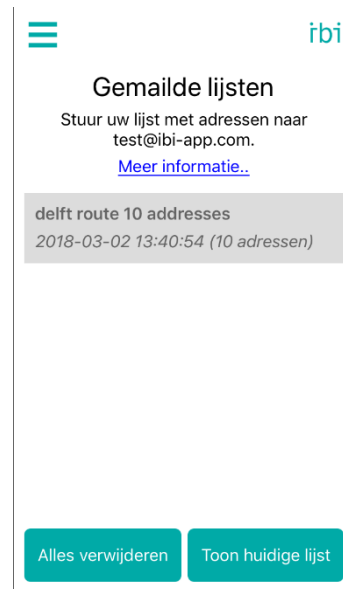 ibi
Gemailde lijsten
Stuur uw lijst met adressen naar
test@ibi-app.com.
Meer informatie..
delft route 10 addresses
2018-03-02 13:40:54 (10 adressen)
Alles verwijderen
Toon huidige lijst